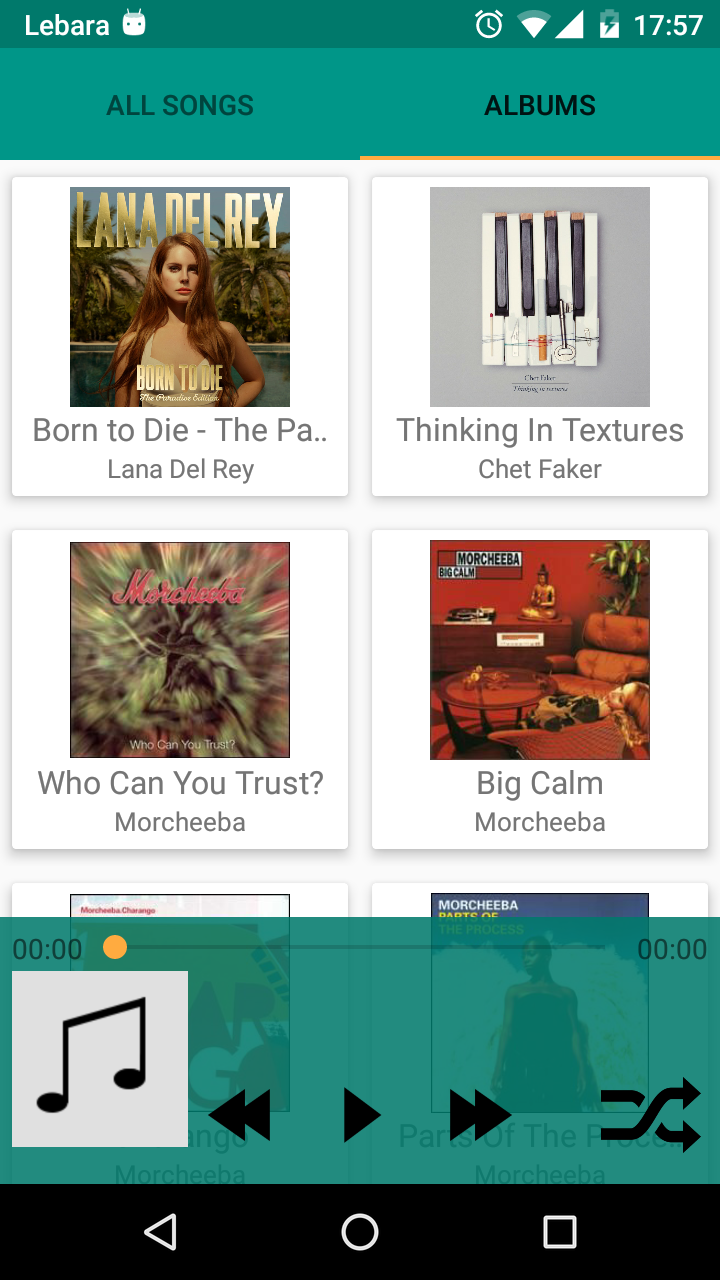 Lebara 17:57
ALL SONGS ALBUMS
LANA DEL REY
BORN TO DIE
The Paradise Edition
Born to Die - The Pa..
Lana Del Rey
Chet Faker
Thinking in textures
Thinking In Textures
Chet Faker
Morcheeba
Who Can You Trust?
Who Can You Trust?
Morcheeba
MORCHEEBA
BIG CALM
Big Calm
Morcheeba
Morcheeba.Charango
MORCHEEBA
PARTS OF
THE PROCESS
00:00 00:00
ango
Morcheeba
Parts Of The Proce..
Morcheeba